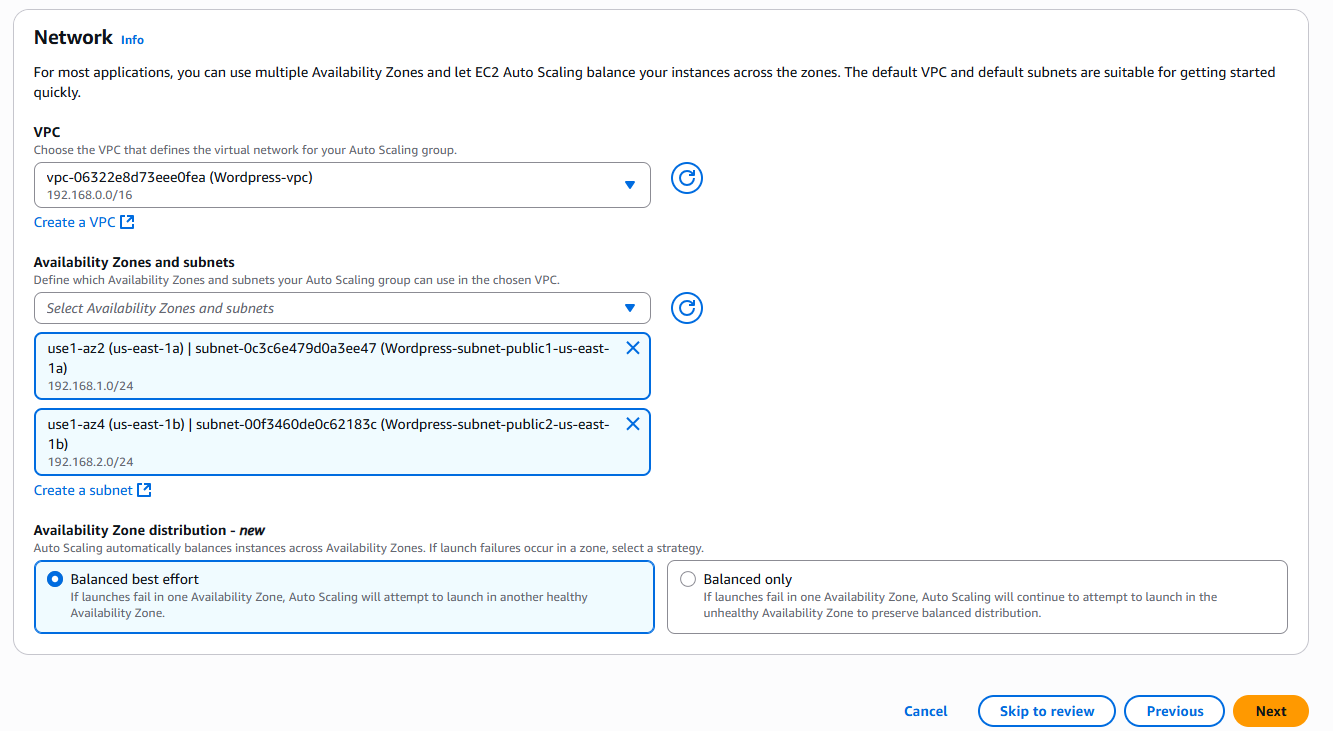 Network Info
For most applications, you can use multiple Availability Zones and let EC2 Auto Scaling balance your instances across the zones. The default VPC and default subnets are suitable for getting started
quickly.
VPC
Choose the VPC that defines the virtual network for your Auto Scaling group.
vpc-06322e8d73eee0fea (Wordpress-vpc)
192.168.0.0/16
Create a VPC
Availability Zones and subnets
Define which Availability Zones and subnets your Auto Scaling group can use in the chosen VPC.
Select Availability Zones and subnets
use1-az2 (us-east-1a) | subnet-0c3c6e479d0a3ee47 (Wordpress-subnet-public1-us-east-
1a)
192.168.1.0/24
use1-az4 (us-east-1b) | subnet-00f3460de0c62183c (Wordpress-subnet-public2-us-east-
1b)
192.168.2.0/24
Create a subnet
Availability Zone distribution - new
Auto Scaling automatically balances instances across Availability Zones. If launch failures occur in a zone, select a strategy.
Balanced best effort
If launches fail in one Availability Zone, Auto Scaling will attempt to launch in another healthy
Availability Zone.
Balanced only
If launches fail in one Availability Zone, Auto Scaling will continue to attempt to launch in the
unhealthy Availability Zone to preserve balanced distribution.
Cancel Skip to review Previous Next